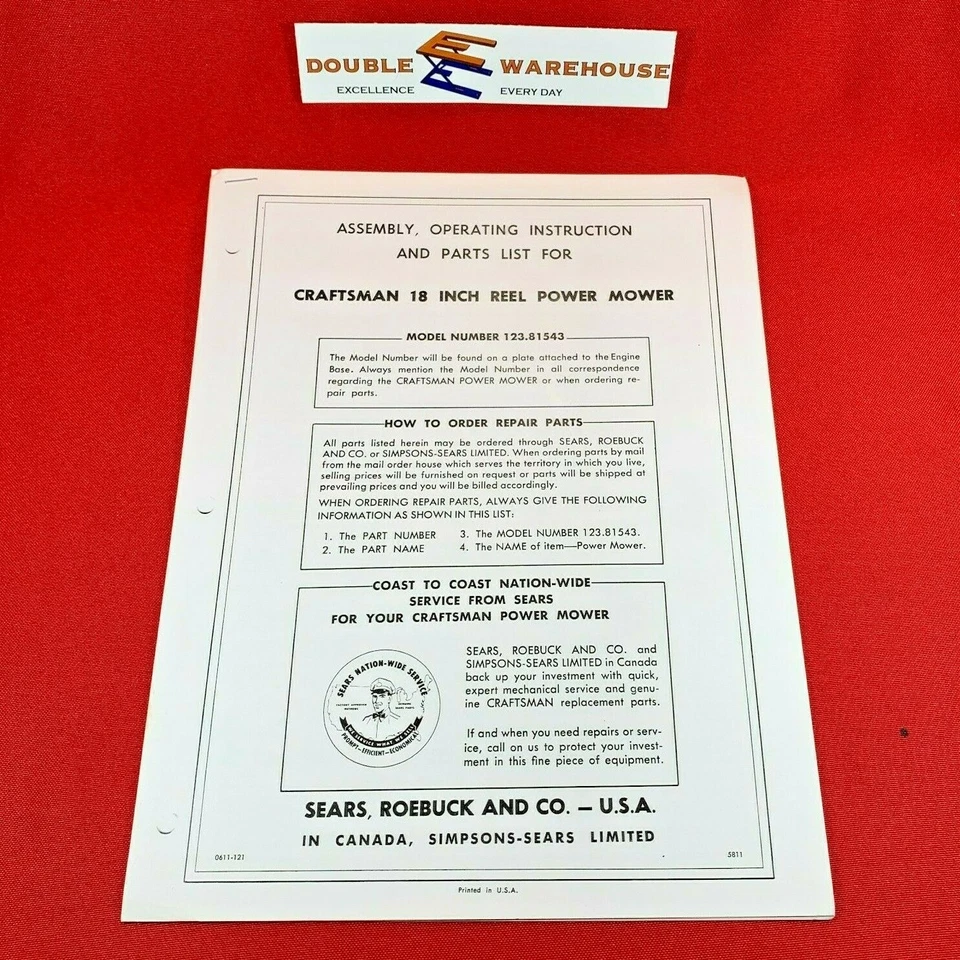 DOUBLE EE WAREHOUSE
EXCELLENCE EVERY DAY
ASSEMBLY, OPERATING INSTRUCTION
AND PARTS LIST FOR
CRAFTSMAN 18 INCH REEL POWER MOWER
MODEL NUMBER 123.81543
The Model Number will be found on a plate attached to the Engine
Base. Always mention the Model Number in all correspondence
regarding the CRAFTSMAN POWER MOWER or when ordering re-
pair parts.
HOW TO ORDER REPAIR PARTS
All parts listed herein may be ordered through SEARS, ROEBUCK
AND CO. or SIMPSONS-SEARS LIMITED. When ordering parts by mail
from the mail order house which serves the territory in which you live,
selling prices will be furnished on request or parts will be shipped at
prevailing prices and you will be billed accordingly.
WHEN ORDERING REPAIR PARTS, ALWAYS GIVE THE FOLLOWING
INFORMATION AS SHOWN IN THIS LIST:
1. The PART NUMBER
2. The PART NAME
3. The MODEL NUMBER 123.81543.
4. The NAME of item—Power Mower.
COAST TO COAST NATION-WIDE
SERVICE FROM SEARS
FOR YOUR CRAFTSMAN POWER MOWER
SEARS NATION-WIDE SERVICE
WE SERVICE WHAT WE SELL
PROMPT—EFFICIENT—ECONOMICAL
SEARS, ROEBUCK AND CO. and
SIMPSONS-SEARS LIMITED in Canada
back up your investment with quick,
expert mechanical service and genu-
ine CRAFTSMAN replacement parts.
If and when you need repairs or serv-
ice, call on us to protect your invest-
ment in this fine piece of equipment.
SEARS, ROEBUCK AND CO. — U.S.A.
IN CANADA, SIMPSONS-SEARS LIMITED
0611-121
5811
Printed in U.S.A.